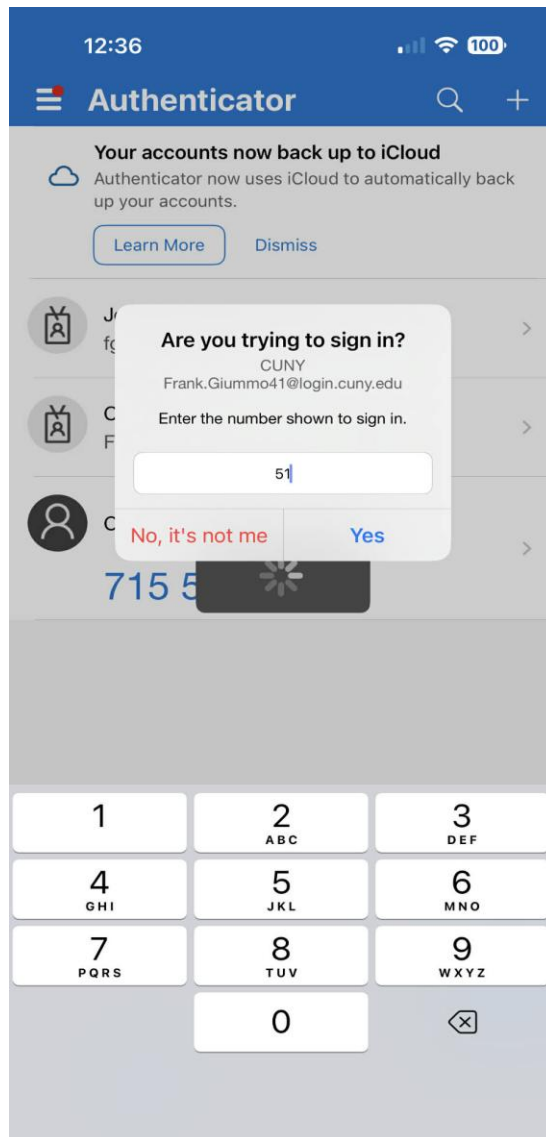 12:36
100
Authenticator
Your accounts now back up to iCloud
Authenticator now uses iCloud to automatically back
up your accounts.
Learn More Dismiss
Are you trying to sign in?
CUNY
Frank.Giummo41@login.cuny.edu
Enter the number shown to sign in.
51
No, it's not me Yes
715 5
1 2 3
ABC DEF
4 5 6
GHI JKL MNO
7 8 9
PQRS TUV WXYZ
0